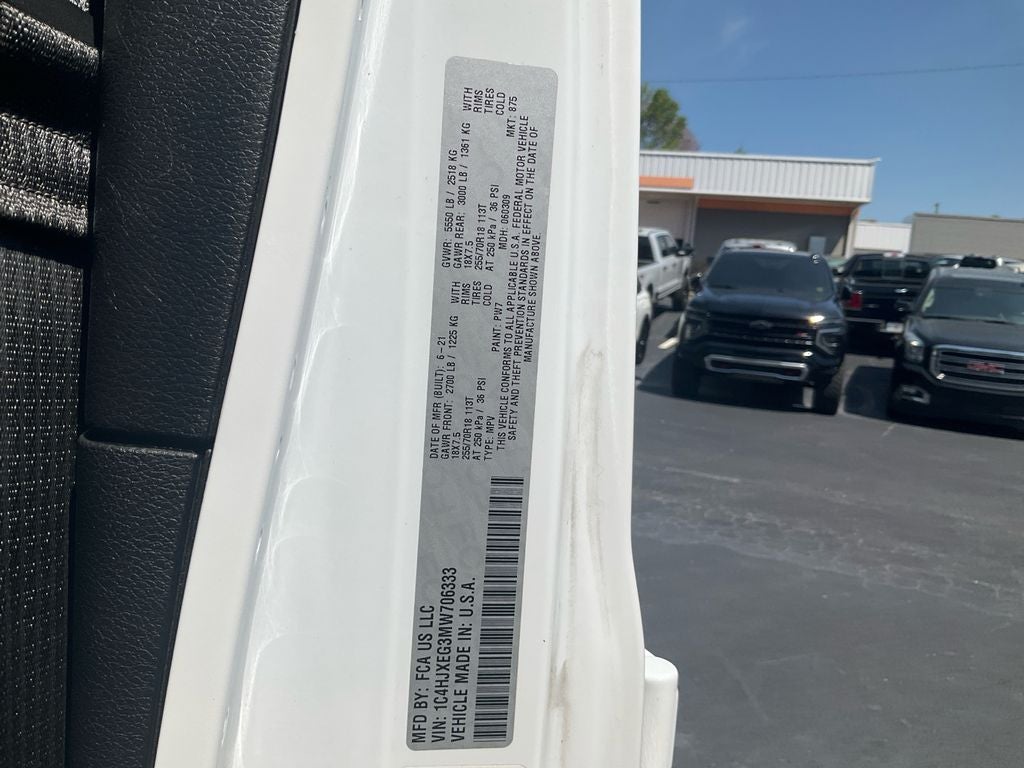 MFD BY: FCA US LLC
VIN: 1C4HJXEG3MW706333
VEHICLE MADE IN: U.S.A.
DATE OF MFR (BUILT): 6-21 GVWR: 5550 LB / 2518 KG
GAWR FRONT: 2700 LB / 1225 KG WITH GAWR REAR: 3000 LB / 1361 KG WITH
18X7.5 RIMS 18X7.5 RIMS
255/70R18 113T TIRES 255/70R18 113T TIRES
AT 250 kPa / 36 PSI COLD AT 250 kPa / 36 PSI COLD
TYPE: MPV PAINT: PW7 MDH: 060309 MKT: 875
THIS VEHICLE CONFORMS TO ALL APPLICABLE U.S.A. FEDERAL MOTOR VEHICLE
SAFETY AND THEFT PREVENTION STANDARDS IN EFFECT ON THE DATE OF
MANUFACTURE SHOWN ABOVE.
GMC